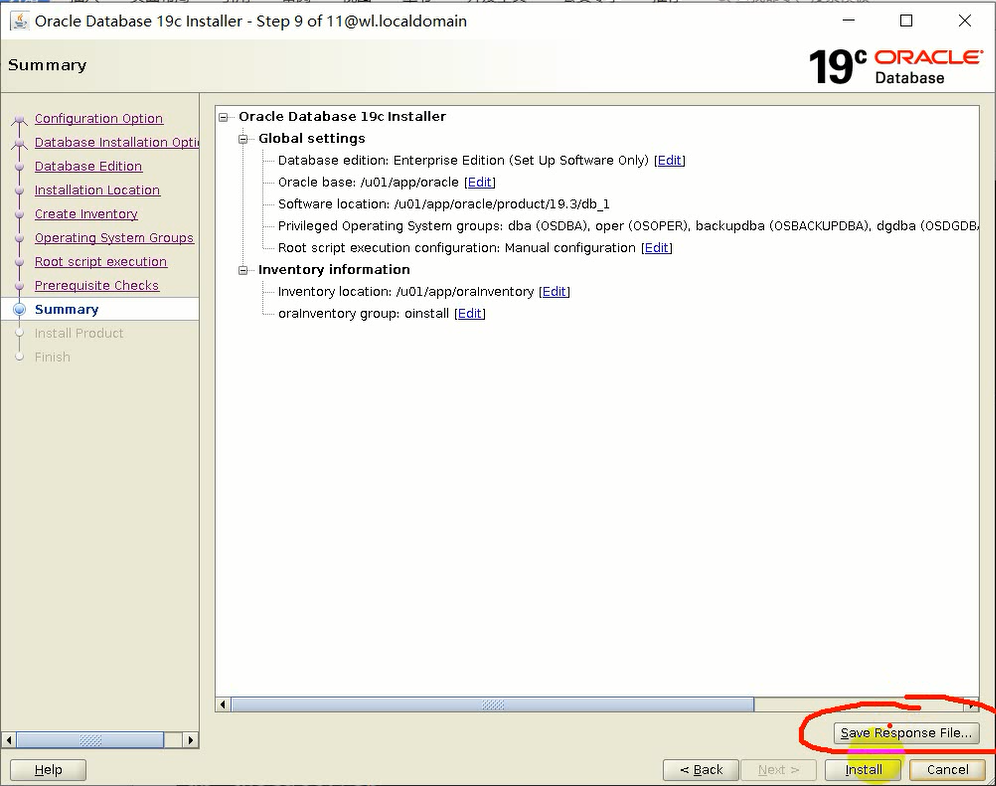 Oracle Database 19c Installer - Step 9 of 11@wl.localdomain
Summary
19c ORACLE
Database
Configuration Option
Database Installation Opti
Database Edition
Installation Location
Create Inventory
Operating System Groups
Root script execution
Prerequisite Checks
Summary
Install Product
Finish
Oracle Database 19c Installer
Global settings
Database edition: Enterprise Edition (Set Up Software Only) [Edit]
Oracle base: /u01/app/oracle [Edit]
Software location: /u01/app/oracle/product/19.3/db_1
Privileged Operating System groups: dba (OSDBA), oper (OSOPER), backupdba (OSBACKUPDBA), dgdba (OSDGDBA
Root script execution configuration: Manual configuration [Edit]
Inventory information
Inventory location: /u01/app/oraInventory [Edit]
oraInventory group: oinstall [Edit]
Save Response File...
Help
< Back
Next >
Install
Cancel